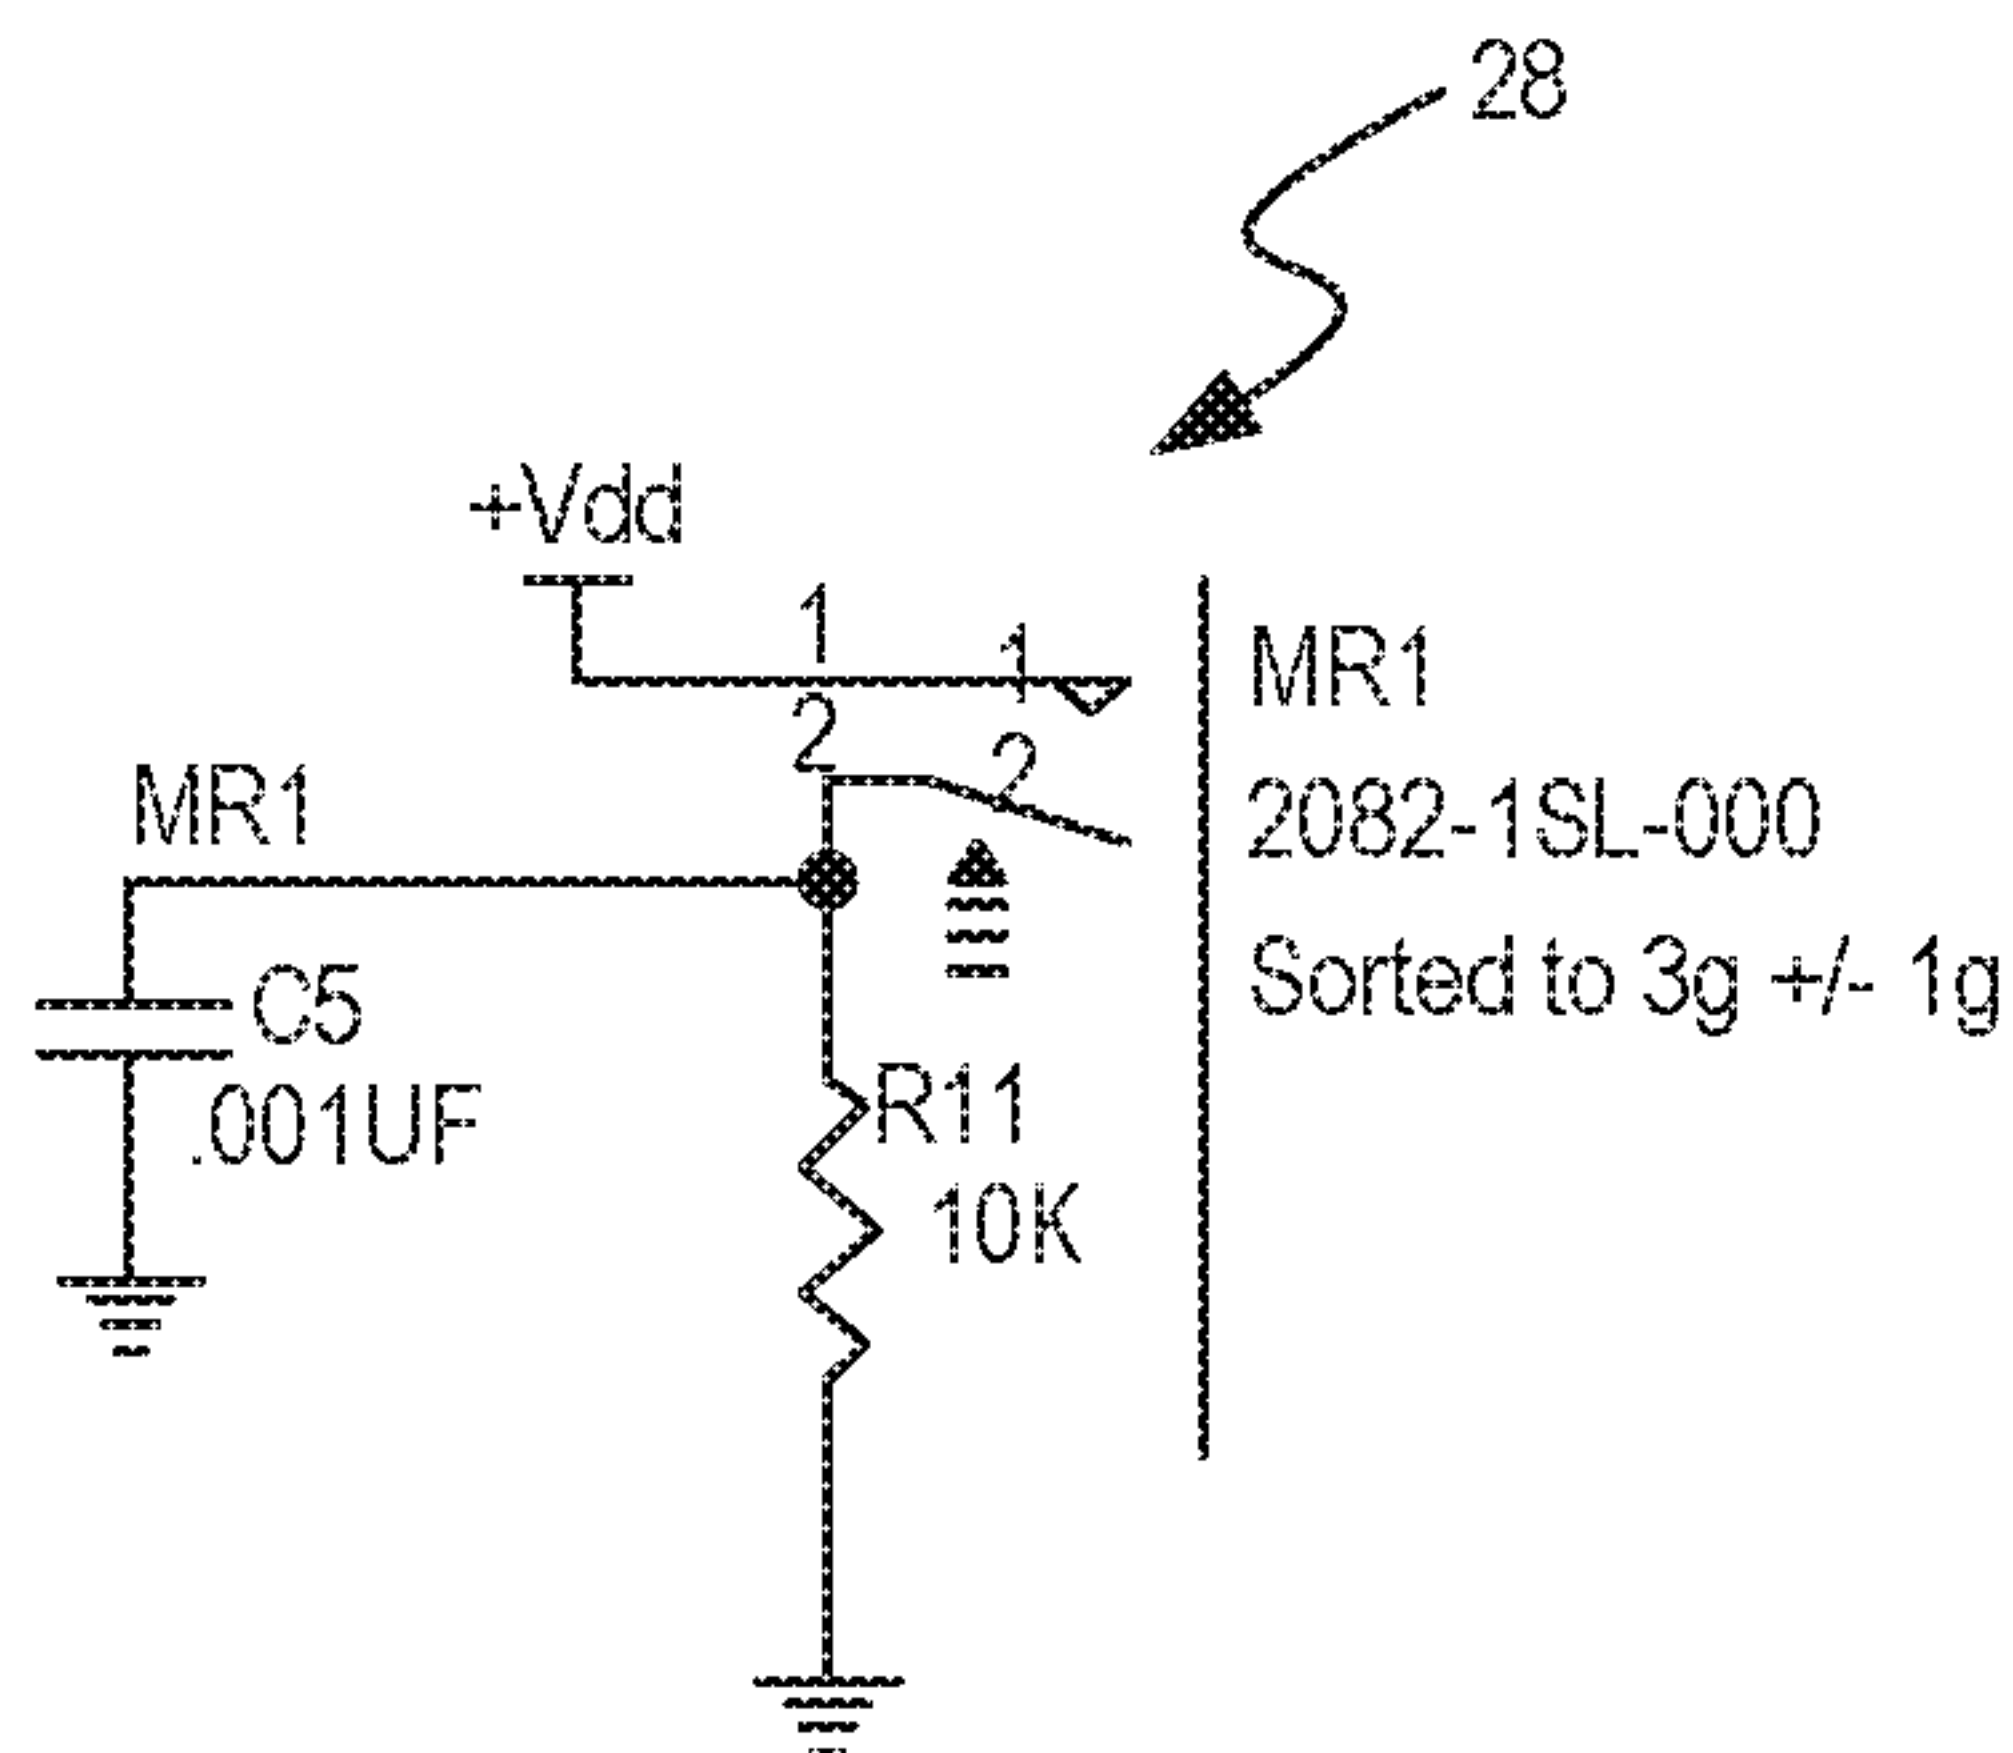 28
+Vdd
1
1
2
2
MR1
MR1
2082-1SL-000
Sorted to 3g +/- 1g
C5
.001UF
R11
10K